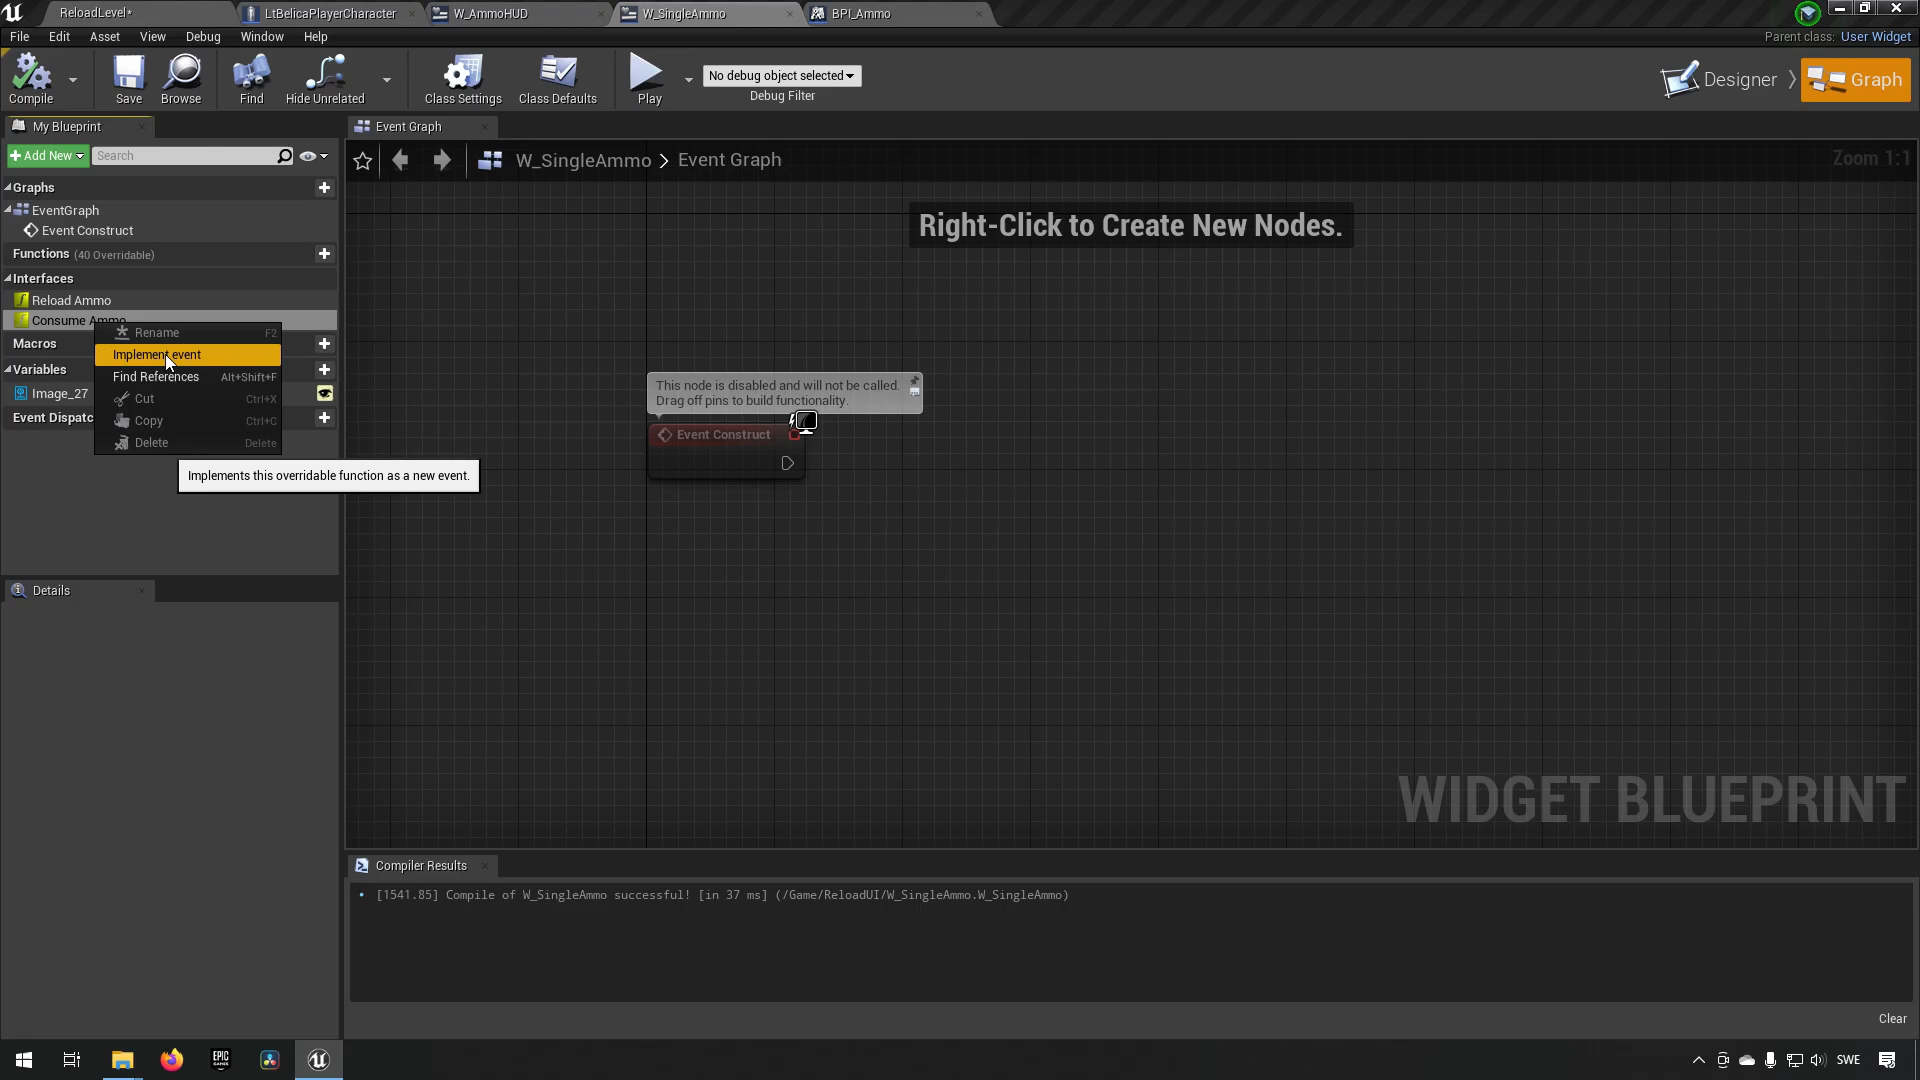 ReloadLevel*
LtBelicaPlayerCharacter
W_AmmoHUD
W_SingleAmmo
BPI_Ammo
File Edit Asset View Debug Window Help
Parent class: User Widget
Compile
Save
Browse
Find
Hide Unrelated
Class Settings
Class Defaults
Play
No debug object selected
Debug Filter
Designer
Graph
My Blueprint
Event Graph
Add New
Search
W_SingleAmmo > Event Graph
Zoom 1:1
Graphs
EventGraph
Event Construct
Functions (40 Overridable)
Interfaces
Reload Ammo
Consume Ammo
Macros
Variables
Image_27
Event Dispatc
Rename F2
Implement event
Find References Alt+Shift+F
Cut Ctrl+X
Copy Ctrl+C
Delete Delete
Implements this overridable function as a new event.
Right-Click to Create New Nodes.
This node is disabled and will not be called.
Drag off pins to build functionality.
Event Construct
WIDGET BLUEPRINT
Details
Compiler Results
[1541.85] Compile of W_SingleAmmo successful! [in 37 ms] (/Game/ReloadUI/W_SingleAmmo.W_SingleAmmo)
Clear
EPIC
GAMES
SWE